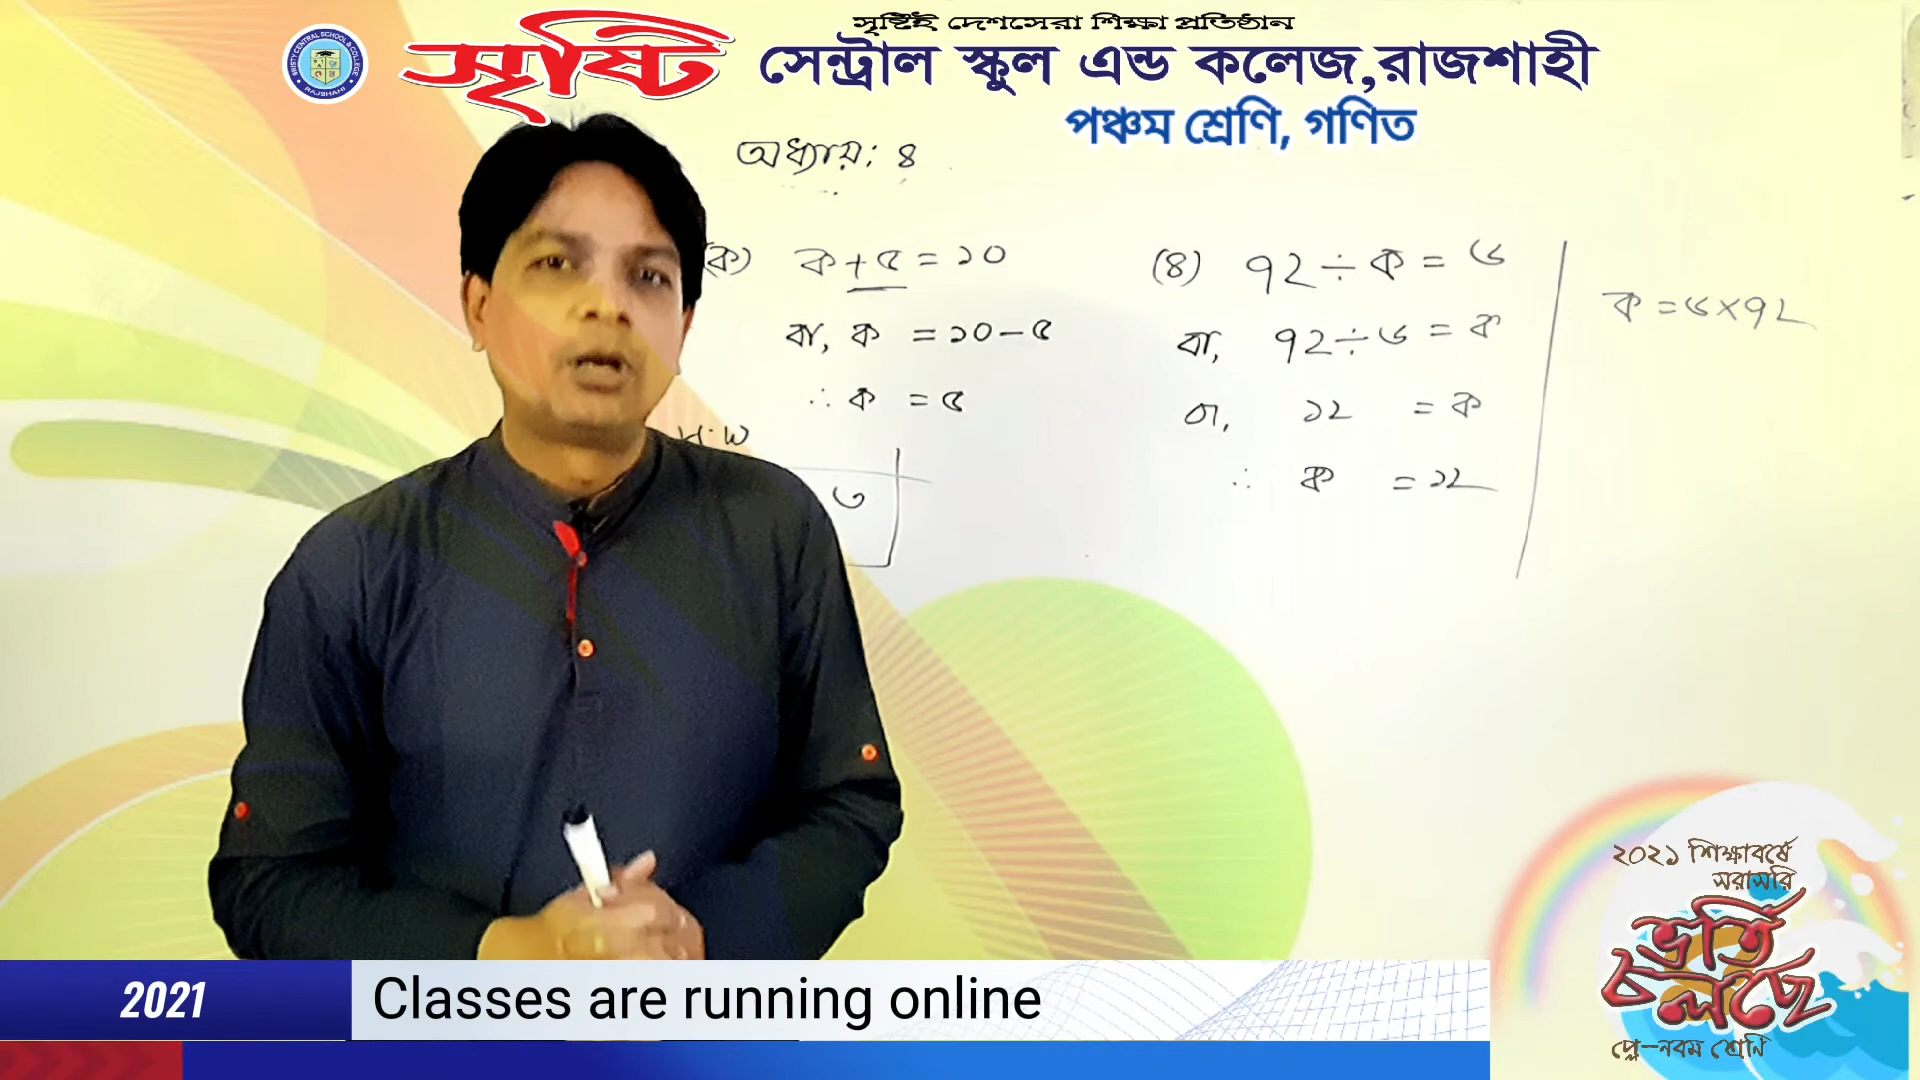 সৃষ্টিই দেশসেরা শিক্ষা প্রতিষ্ঠান
সৃষ্টি সেন্ট্রাল স্কুল এন্ড কলেজ,রাজশাহী
পঞ্চম শ্রেণি, গণিত
অধ্যায়: ৪
(ক) ক+৫=১০
বা, ক = ১০-৫
∴ ক = ৫
H.W
৩
(৪) ৭২÷ক = ৬
বা, ৭২÷৬ = ক
বা, ১২ = ক
∴ ক = ১২
ক = ৬×৭২
২০২১ শিক্ষাবর্ষে
সরাসরি
ভর্তি
চলছে
প্লে-নবম শ্রেণি
2021 Classes are running online